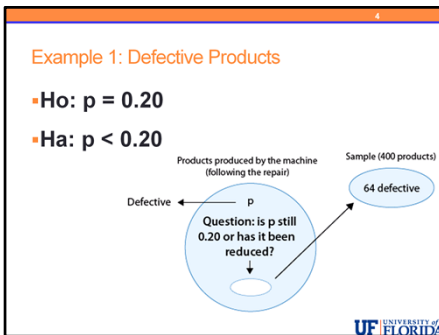 4
Example 1: Defective Products
▪Ho: p = 0.20
▪Ha: p < 0.20
Products produced by the machine
(following the repair)
Sample (400 products)
64 defective
Defective
P
Question: is p still
0.20 or has it been
reduced?
UF UNIVERSITY of
FLORIDA